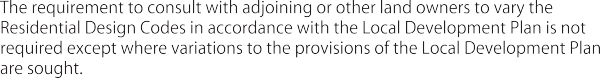 The requirement to consult with adjoining or other land owners to vary the
Residential Design Codes in accordance with the Local Development Plan is not
required except where variations to the provisions of the Local Development Plan
are sought.